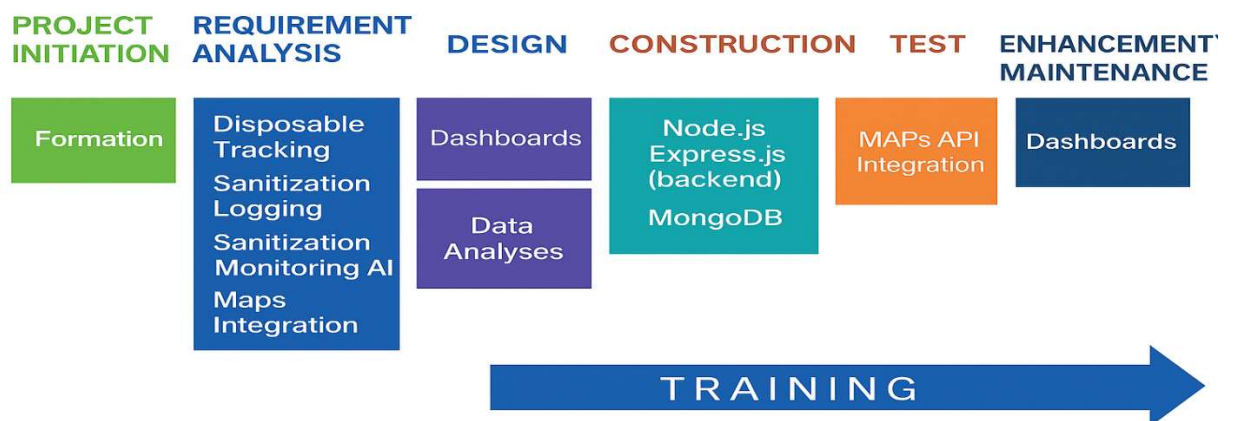 PROJECT
INITIATION
REQUIREMENT
ANALYSIS
DESIGN
CONSTRUCTION
TEST
ENHANCEMENT
MAINTENANCE
Formation
Disposable
Tracking
Sanitization
Logging
Sanitization
Monitoring AI
Maps
Integration
Dashboards
Data
Analyses
Node.js
Express.js
(backend)
MongoDB
MAPs API
Integration
Dashboards
TRAINING